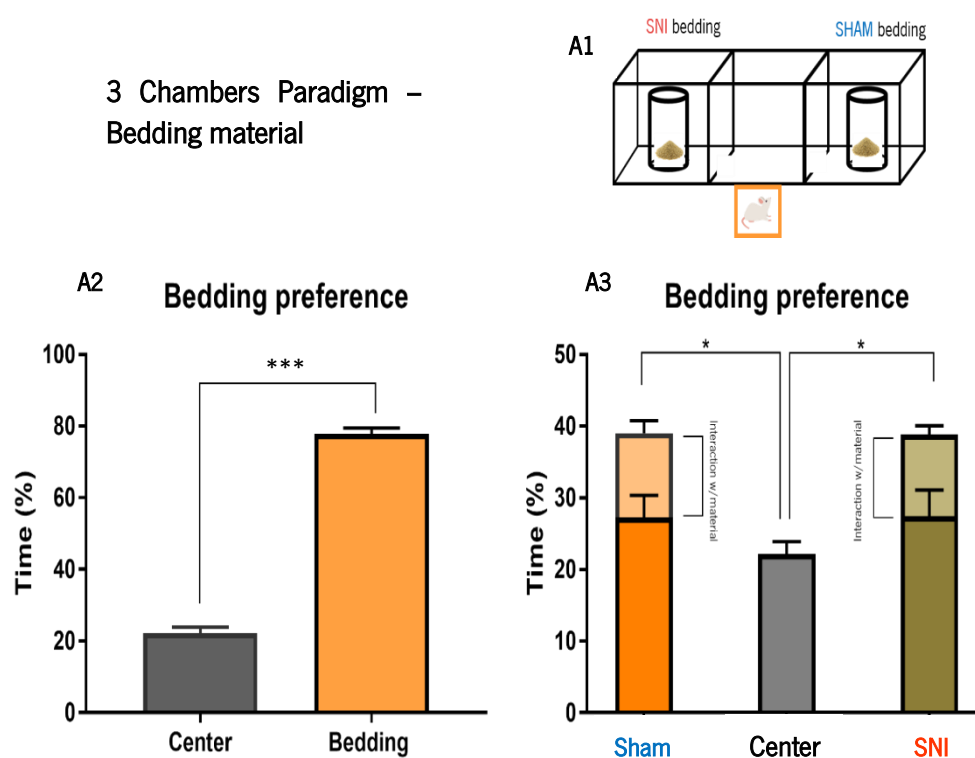 3 Chambers Paradigm –
Bedding material
A1
SNI bedding
SHAM bedding
A2
Bedding preference
Time (%)
100
80
60
40
20
0
***
Center
Bedding
A3
Bedding preference
Time (%)
50
40
30
20
10
0
*
*
Interaction w/material
Interaction w/material
Sham
Center
SNI